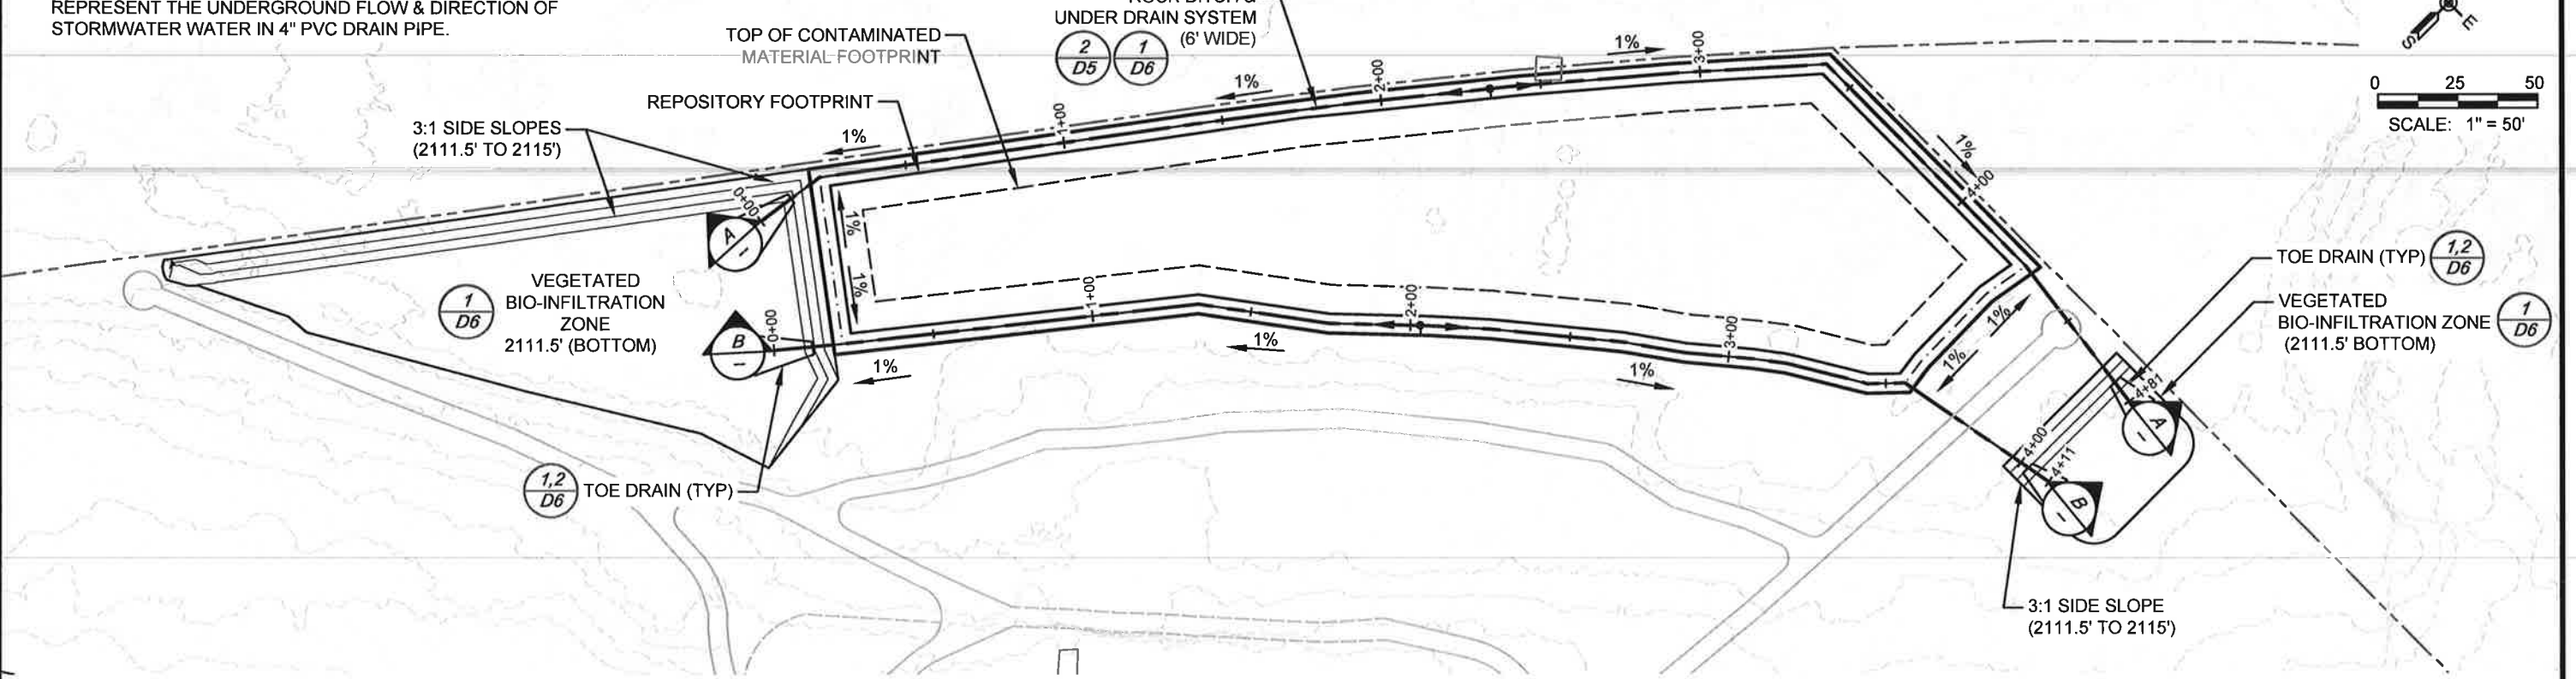 REPRESENT THE UNDERGROUND FLOW & DIRECTION OF
STORMWATER WATER IN 4" PVC DRAIN PIPE.
TOP OF CONTAMINATED
MATERIAL FOOTPRINT
UNDER DRAIN SYSTEM
(6' WIDE)
2
D5
1
D6
REPOSITORY FOOTPRINT
3:1 SIDE SLOPES
(2111.5' TO 2115')
1%
1%
1%
1+00
2+00
3+00
1%
4+00
S
E
0 25 50
SCALE: 1" = 50'
0+00
A
–
1%
1%
VEGETATED
BIO-INFILTRATION
ZONE
2111.5' (BOTTOM)
1
D6
0+00
B
–
1+00
2+00
3+00
1%
1%
1%
1%
1%
TOE DRAIN (TYP)
1,2
D6
VEGETATED
BIO-INFILTRATION ZONE
(2111.5' BOTTOM)
1
D6
4+81
A
–
4+00
4+11
B
–
1,2
D6
TOE DRAIN (TYP)
3:1 SIDE SLOPE
(2111.5' TO 2115')